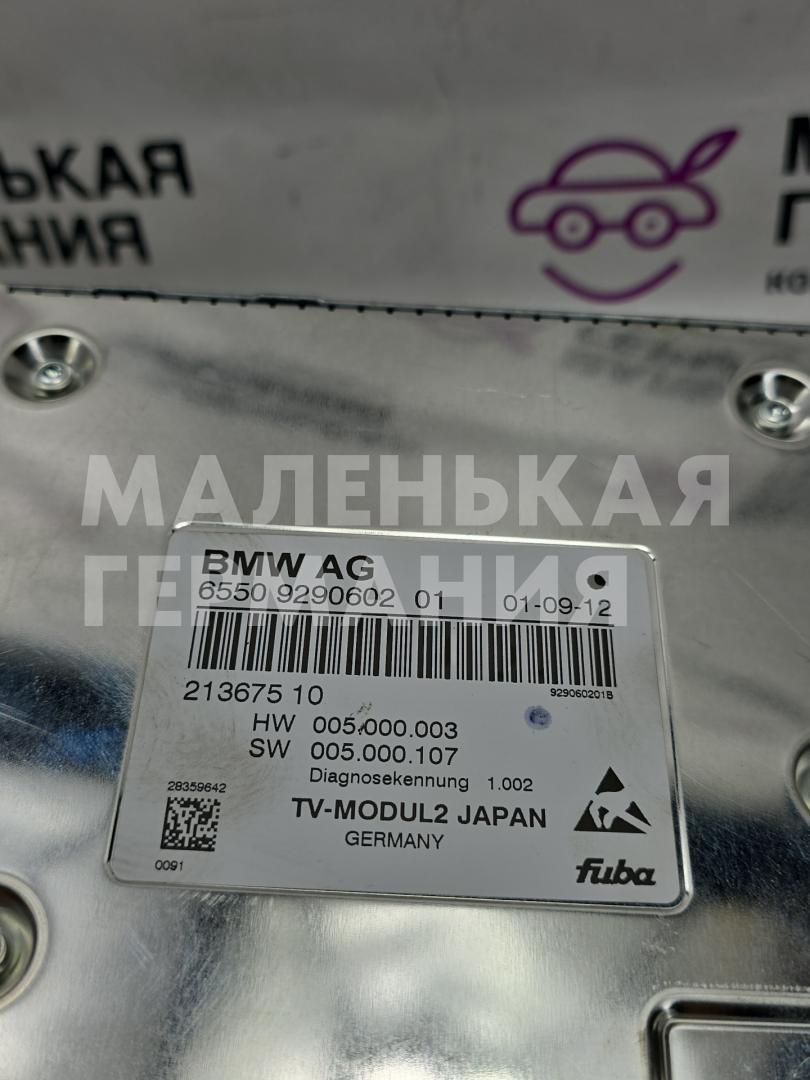 ЬКАЯ
АНИЯ
МАЛЕНЬКАЯ
ГЕРМАНИЯ
BMW AG
6550 9290602 01 01-09-12
213675 10
929060201B
HW 005.000.003
SW 005.000.107
Diagnosekennung 1.002
28359642
TV-MODUL2 JAPAN
GERMANY
0091
fuba